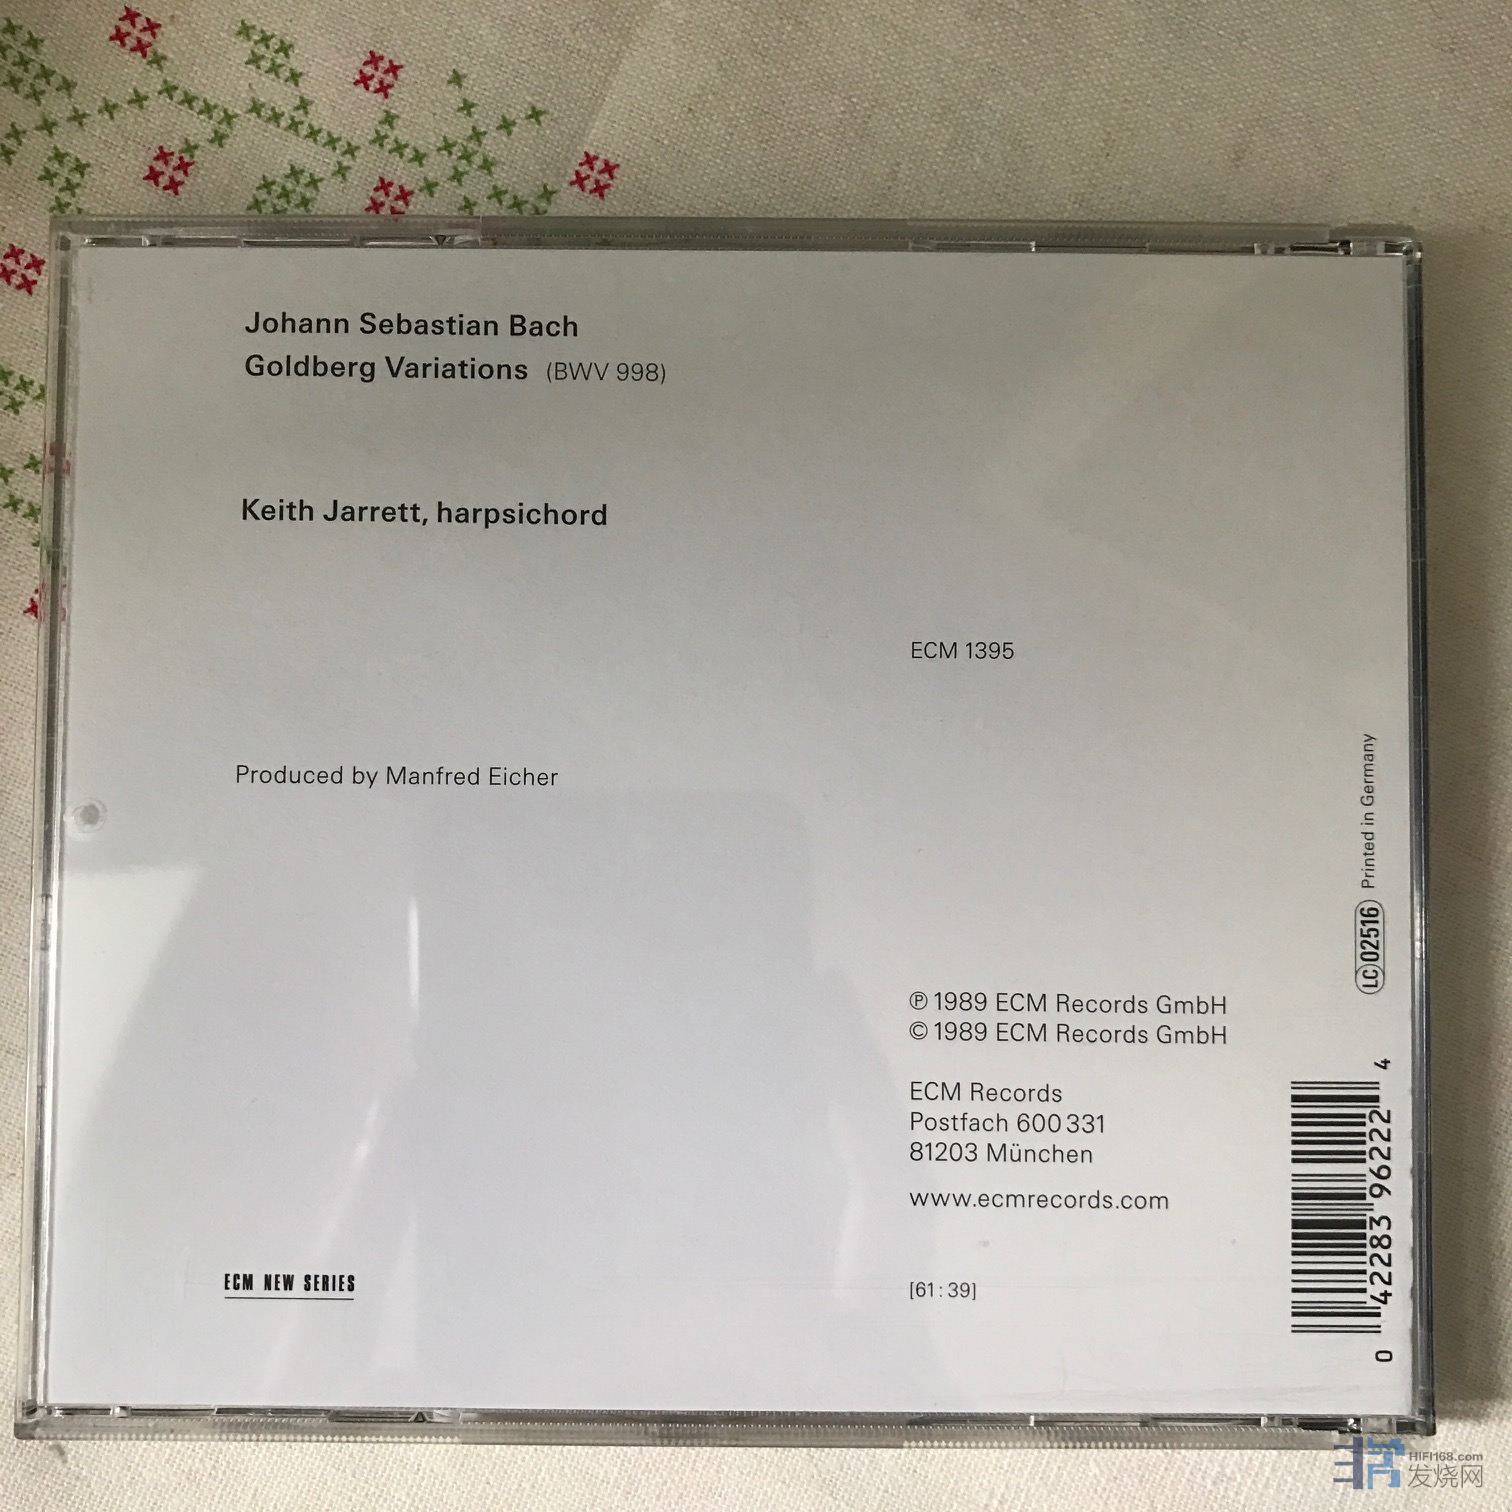 Johann Sebastian Bach
Goldberg Variations (BWV 998)
Keith Jarrett, harpsichord
ECM 1395
Produced by Manfred Eicher
Printed in Germany
LC 02516
℗ 1989 ECM Records GmbH
© 1989 ECM Records GmbH
ECM Records
Postfach 600 331
81203 München
www.ecmrecords.com
[61:39]
ECM NEW SERIES
0 42283 96222 4
HIFI168.com
发烧网